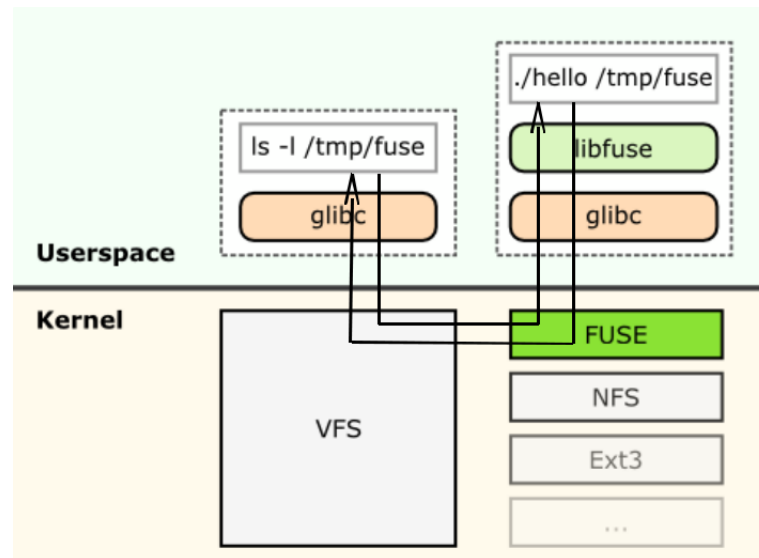 ./hello /tmp/fuse
ls -l /tmp/fuse
libfuse
glibc
glibc
Userspace
Kernel
FUSE
NFS
VFS
Ext3
...